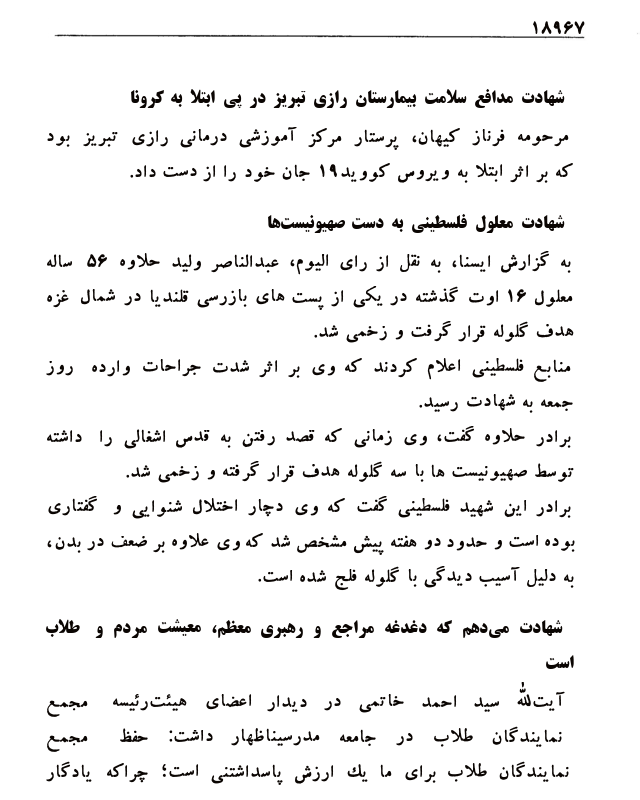 ۱۸۹۶۷
شهادت مدافع سلامت بیمارستان رازی تبریز در پی ابتلا به کرونا
مرحومه فرناز کیهان، پرستار مرکز آموزشی درمانی رازی تبریز بود
که بر اثر ابتلا به ویروس کووید۱۹ جان خود را از دست داد.
شهادت معلول فلسطینی به دست صهیونیست‌ها
به گزارش ایسنا، به نقل از رای الیوم، عبدالناصر ولید حلاوه ۵۶ ساله
معلول ۱۶ اوت گذشته در یکی از پست های بازرسی قلندیا در شمال غزه
هدف گلوله قرار گرفت و زخمی شد.
منابع فلسطینی اعلام کردند که وی بر اثر شدت جراحات وارده روز
جمعه به شهادت رسید.
برادر حلاوه گفت، وی زمانی که قصد رفتن به قدس اشغالی را داشته
توسط صهیونیست ها با سه گلوله هدف قرار گرفته و زخمی شد.
برادر این شهید فلسطینی گفت که وی دچار اختلال شنوایی و گفتاری
بوده است و حدود دو هفته پیش مشخص شد که وی علاوه بر ضعف در بدن،
به دلیل آسیب دیدگی با گلوله فلج شده است.
شهادت می‌دهم که دغدغه مراجع و رهبری معظم، معیشت مردم و طلاب
است
آیت‌الله سید احمد خاتمی در دیدار اعضای هیئت‌رئیسه مجمع
نمایندگان طلاب در جامعه مدرسیناظهار داشت: حفظ مجمع
نمایندگان طلاب برای ما یك ارزش پاسداشتنی است؛ چراکه یادگار